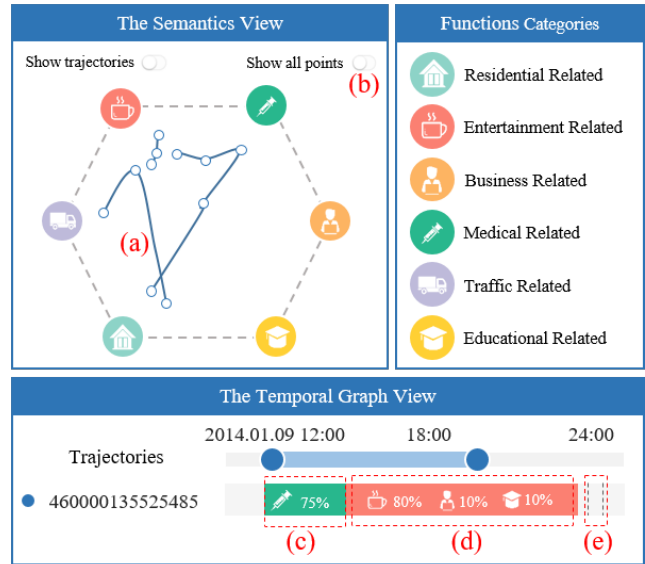 The Semantics View
Show trajectories
Show all points
(b)
(a)
Functions Categories
Residential Related
Entertainment Related
Business Related
Medical Related
Traffic Related
Educational Related
The Temporal Graph View
2014.01.09 12:00 18:00 24:00
Trajectories
460000135525485
75% 80% 10% 10%
(c) (d) (e)